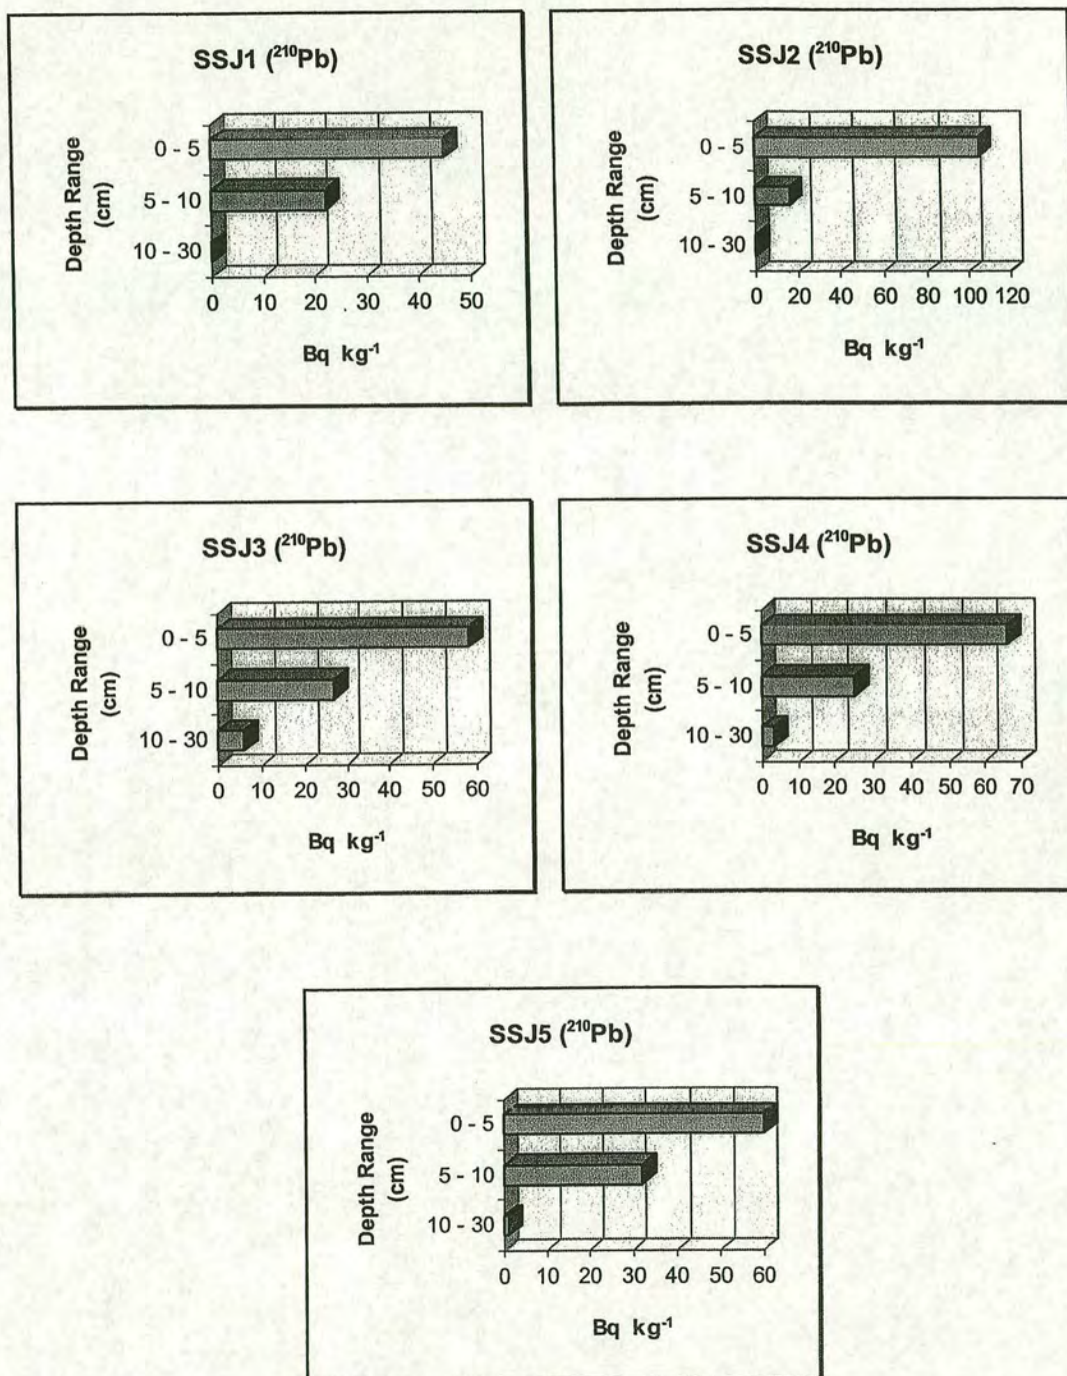 SSJ1 (²¹⁰Pb)
Depth Range
(cm)
0 - 5
5 - 10
10 - 30
0 10 20 30 40 50
Bq kg⁻¹
SSJ2 (²¹⁰Pb)
Depth Range
(cm)
0 - 5
5 - 10
10 - 30
0 20 40 60 80 100 120
Bq kg⁻¹
SSJ3 (²¹⁰Pb)
Depth Range
(cm)
0 - 5
5 - 10
10 - 30
0 10 20 30 40 50 60
Bq kg⁻¹
SSJ4 (²¹⁰Pb)
Depth Range
(cm)
0 - 5
5 - 10
10 - 30
0 10 20 30 40 50 60 70
Bq kg⁻¹
SSJ5 (²¹⁰Pb)
Depth Range
(cm)
0 - 5
5 - 10
10 - 30
0 10 20 30 40 50 60
Bq kg⁻¹